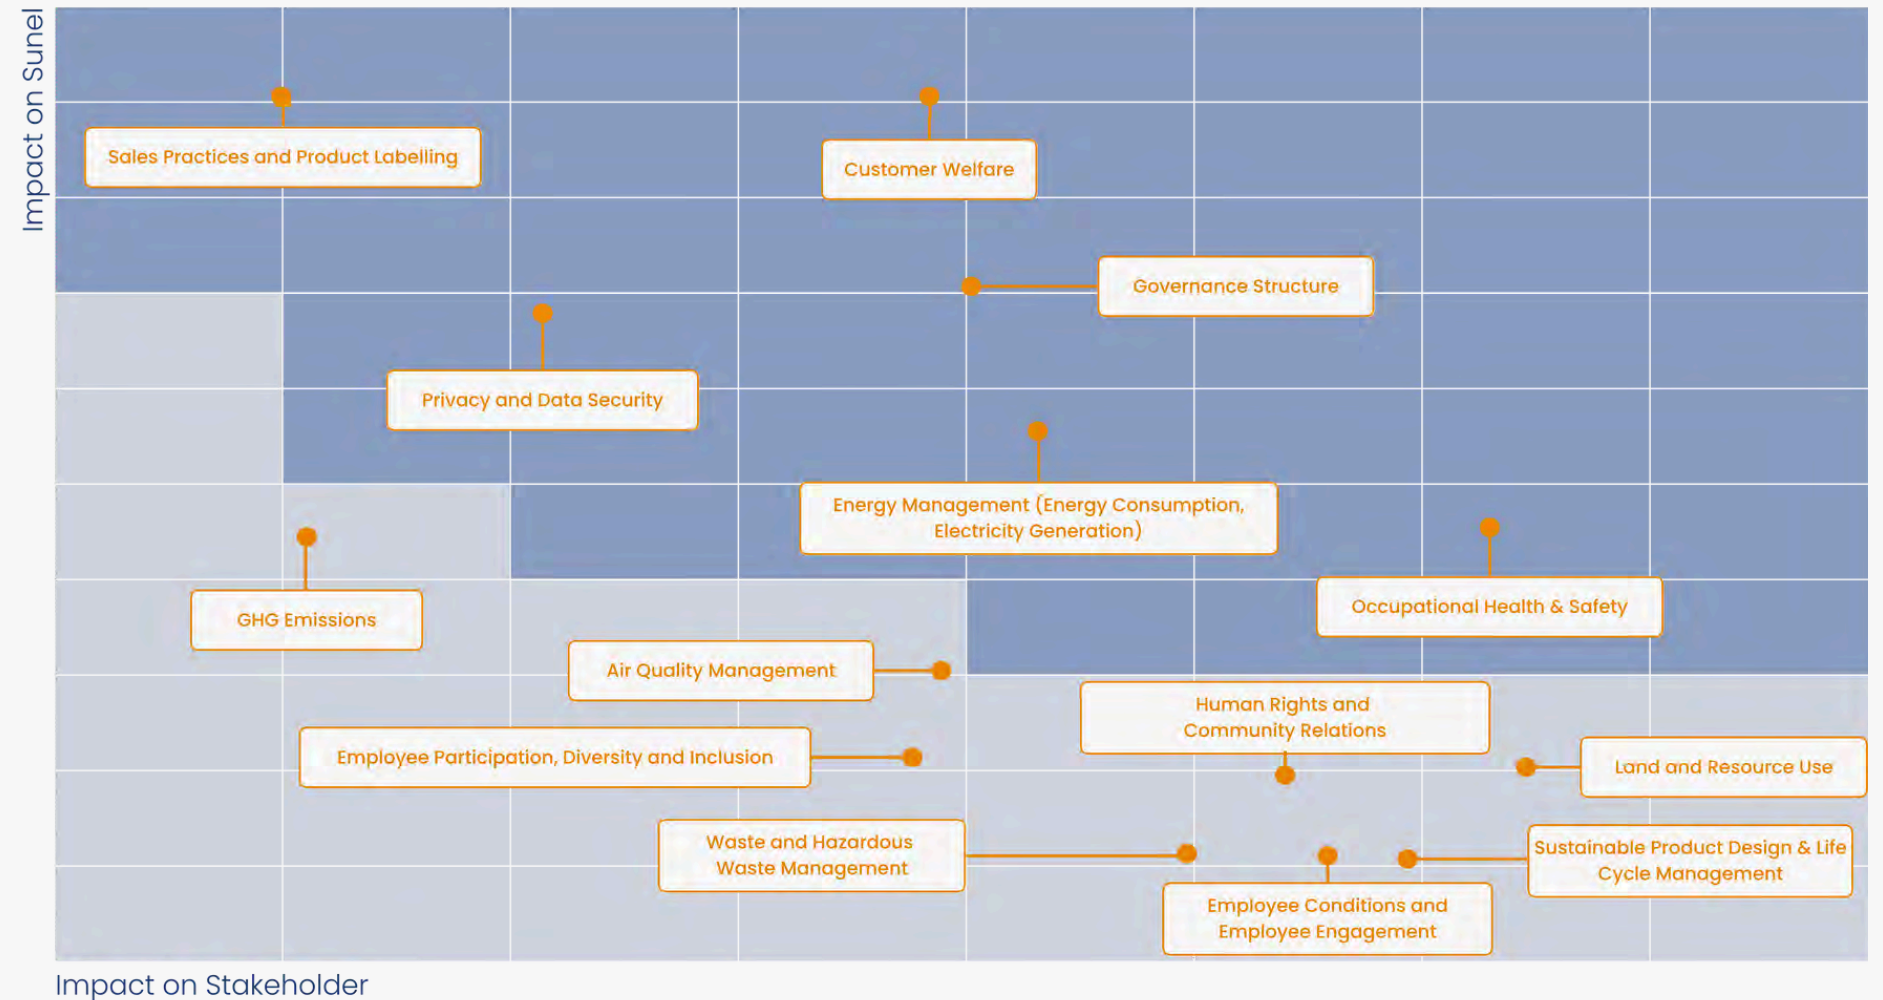 Impact on Sunel
Sales Practices and Product Labelling
Customer Welfare
Governance Structure
Privacy and Data Security
Energy Management (Energy Consumption,
Electricity Generation)
Occupational Health & Safety
GHG Emissions
Air Quality Management
Human Rights and
Community Relations
Employee Participation, Diversity and Inclusion
Land and Resource Use
Waste and Hazardous
Waste Management
Sustainable Product Design & Life
Cycle Management
Employee Conditions and
Employee Engagement
Impact on Stakeholder